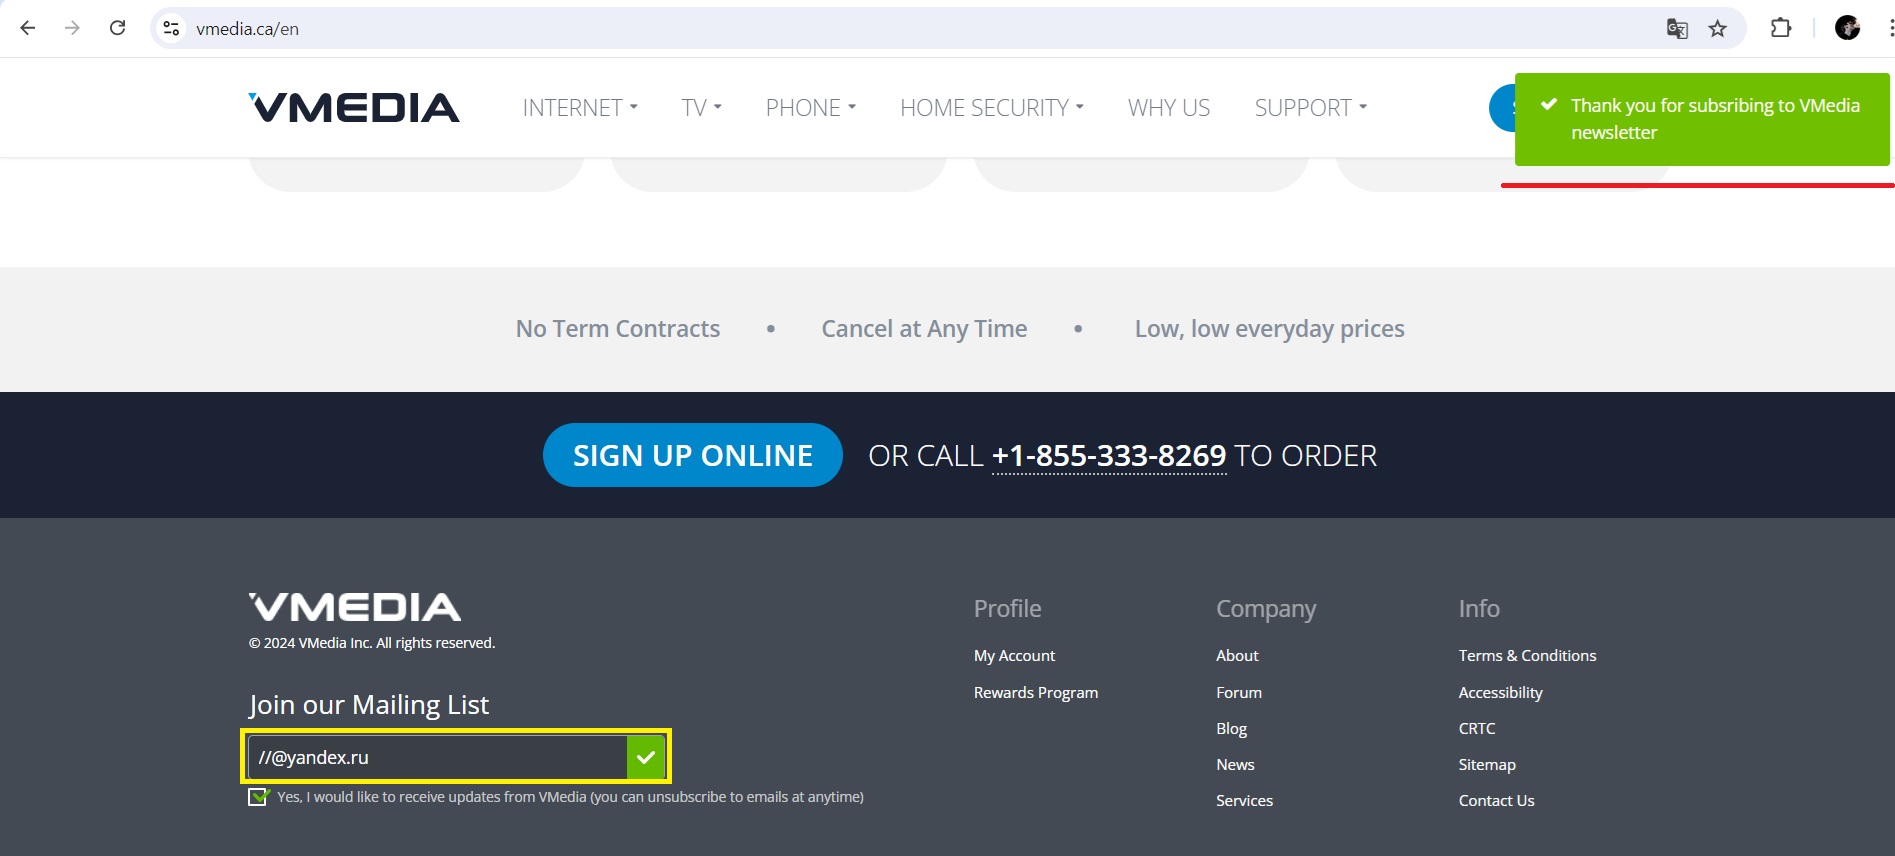 vmedia.ca/en
VMEDIA INTERNET TV PHONE HOME SECURITY WHY US SUPPORT
Thank you for subsribing to VMedia
newsletter
No Term Contracts • Cancel at Any Time • Low, low everyday prices
SIGN UP ONLINE OR CALL +1-855-333-8269 TO ORDER
VMEDIA
© 2024 VMedia Inc. All rights reserved.
Join our Mailing List
//@yandex.ru
Yes, I would like to receive updates from VMedia (you can unsubscribe to emails at anytime)
Profile
My Account
Rewards Program
Company
About
Forum
Blog
News
Services
Info
Terms & Conditions
Accessibility
CRTC
Sitemap
Contact Us